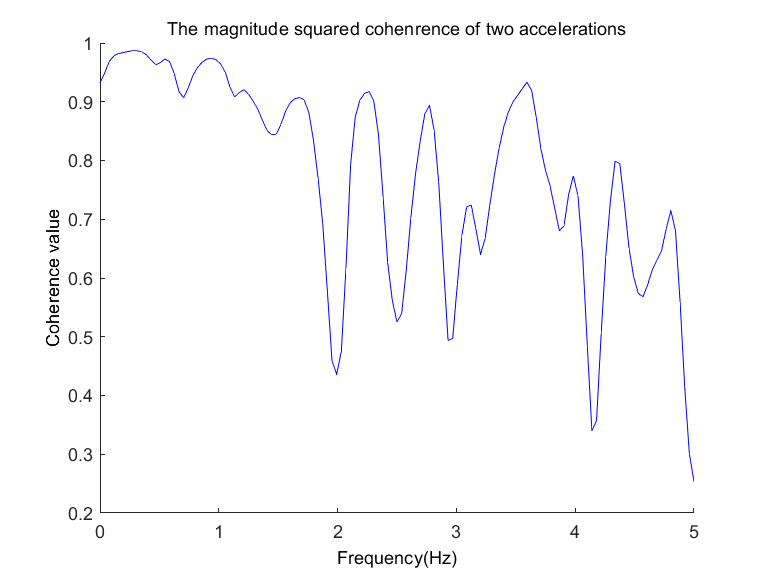 The magnitude squared cohenrence of two accelerations
1
0.9
0.8
0.7
0.6
0.5
0.4
0.3
0.2
Coherence value
0 1 2 3 4 5
Frequency(Hz)